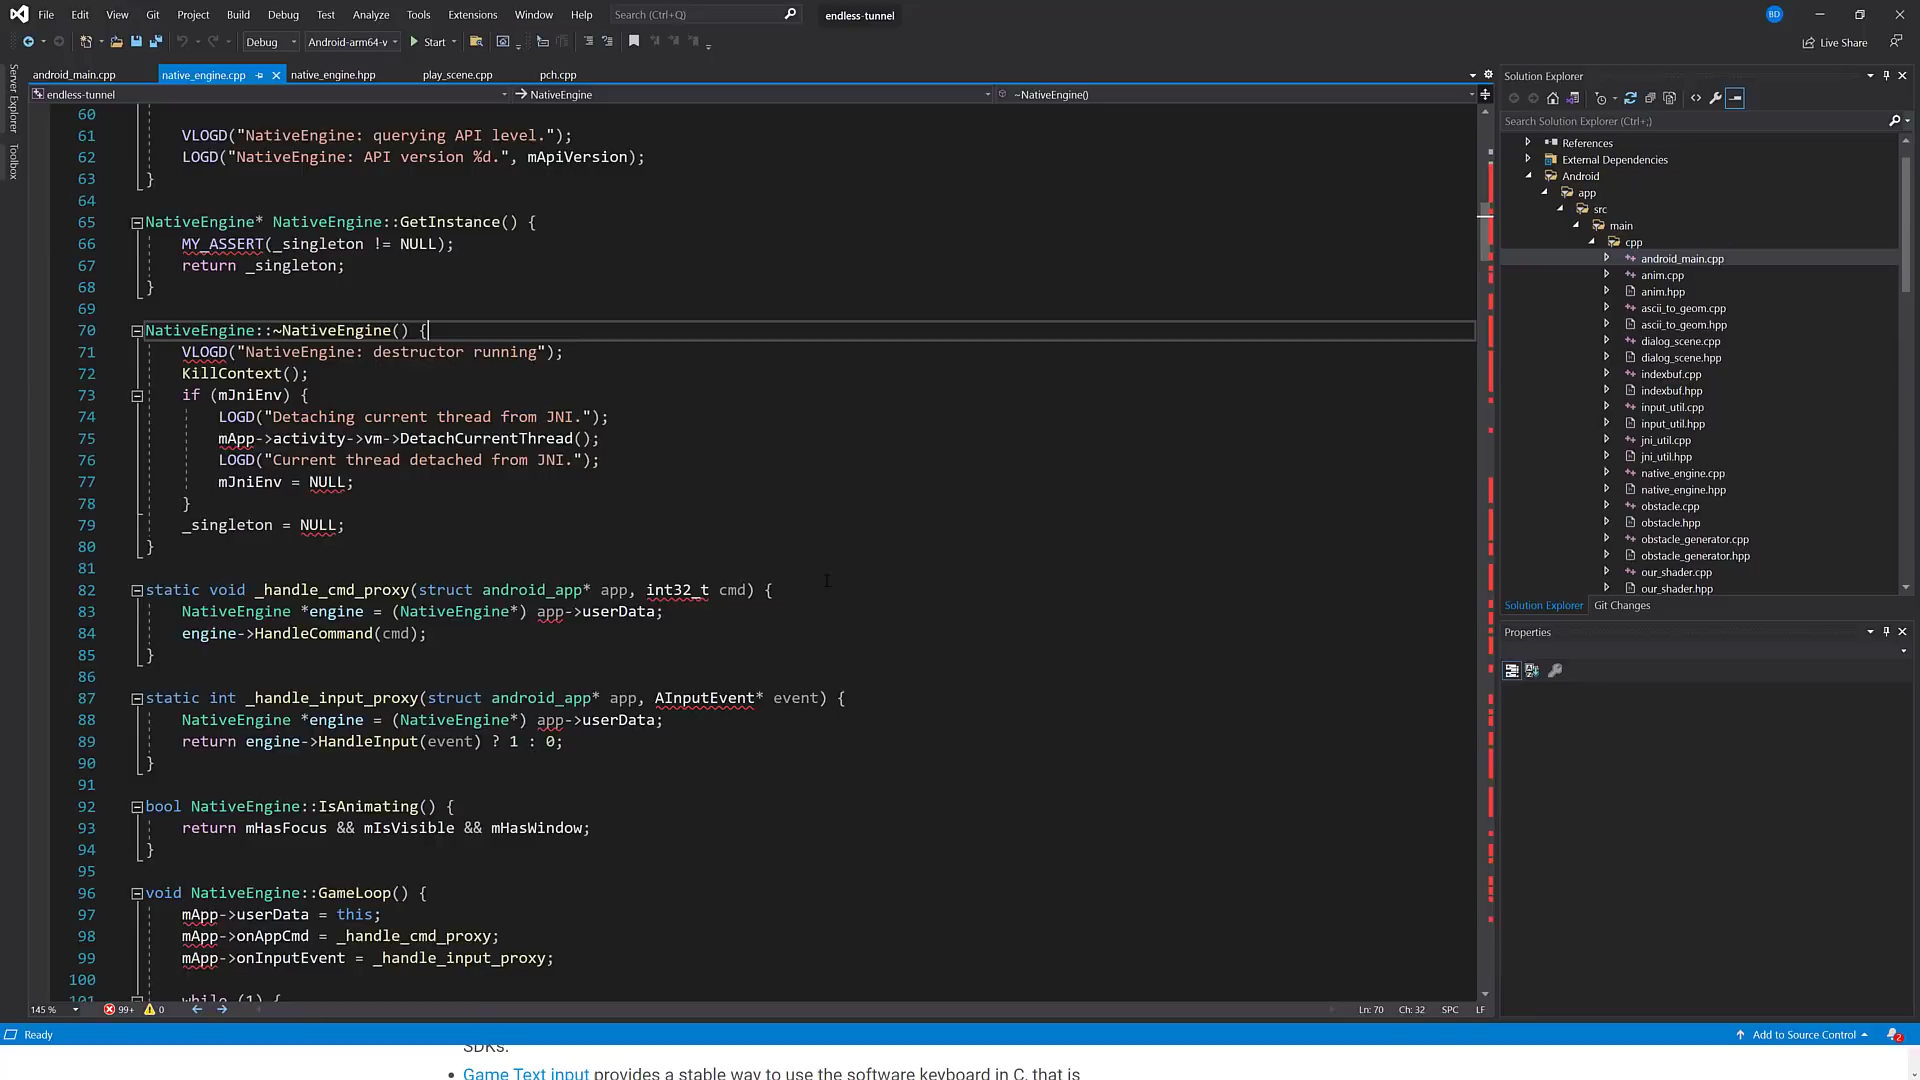 File Edit View Git Project Build Debug Test Analyze Tools Extensions Window Help Search (Ctrl+Q) endless-tunnel BD
Debug Android-arm64-v Start Live Share
Server Explorer
Toolbox
android_main.cpp native_engine.cpp native_engine.hpp play_scene.cpp pch.cpp
endless-tunnel NativeEngine ~NativeEngine()
60
61 VLOGD("NativeEngine: querying API level.");
62 LOGD("NativeEngine: API version %d.", mApiVersion);
63 }
64
65 NativeEngine* NativeEngine::GetInstance() {
66 MY_ASSERT(_singleton != NULL);
67 return _singleton;
68 }
69
70 NativeEngine::~NativeEngine() {
71 VLOGD("NativeEngine: destructor running");
72 KillContext();
73 if (mJniEnv) {
74 LOGD("Detaching current thread from JNI.");
75 mApp->activity->vm->DetachCurrentThread();
76 LOGD("Current thread detached from JNI.");
77 mJniEnv = NULL;
78 }
79 _singleton = NULL;
80 }
81
82 static void _handle_cmd_proxy(struct android_app* app, int32_t cmd) {
83 NativeEngine *engine = (NativeEngine*) app->userData;
84 engine->HandleCommand(cmd);
85 }
86
87 static int _handle_input_proxy(struct android_app* app, AInputEvent* event) {
88 NativeEngine *engine = (NativeEngine*) app->userData;
89 return engine->HandleInput(event) ? 1 : 0;
90 }
91
92 bool NativeEngine::IsAnimating() {
93 return mHasFocus && mIsVisible && mHasWindow;
94 }
95
96 void NativeEngine::GameLoop() {
97 mApp->userData = this;
98 mApp->onAppCmd = _handle_cmd_proxy;
99 mApp->onInputEvent = _handle_input_proxy;
100
101 while (1) {
145 % 99+ 0 Ln: 70 Ch: 32 SPC LF
Solution Explorer
Search Solution Explorer (Ctrl+;)
References
External Dependencies
Android
app
src
main
cpp
android_main.cpp
anim.cpp
anim.hpp
ascii_to_geom.cpp
ascii_to_geom.hpp
dialog_scene.cpp
dialog_scene.hpp
indexbuf.cpp
indexbuf.hpp
input_util.cpp
input_util.hpp
jni_util.cpp
jni_util.hpp
native_engine.cpp
native_engine.hpp
obstacle.cpp
obstacle.hpp
obstacle_generator.cpp
obstacle_generator.hpp
our_shader.cpp
our_shader.hpp
Solution Explorer Git Changes
Properties
Ready Add to Source Control 2
SDKs.
• Game Text input provides a stable way to use the software keyboard in C, that is